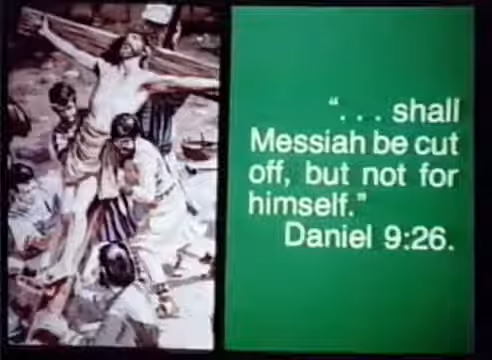 “. . . shall
Messiah be cut
off, but not for
himself.”
Daniel 9:26.